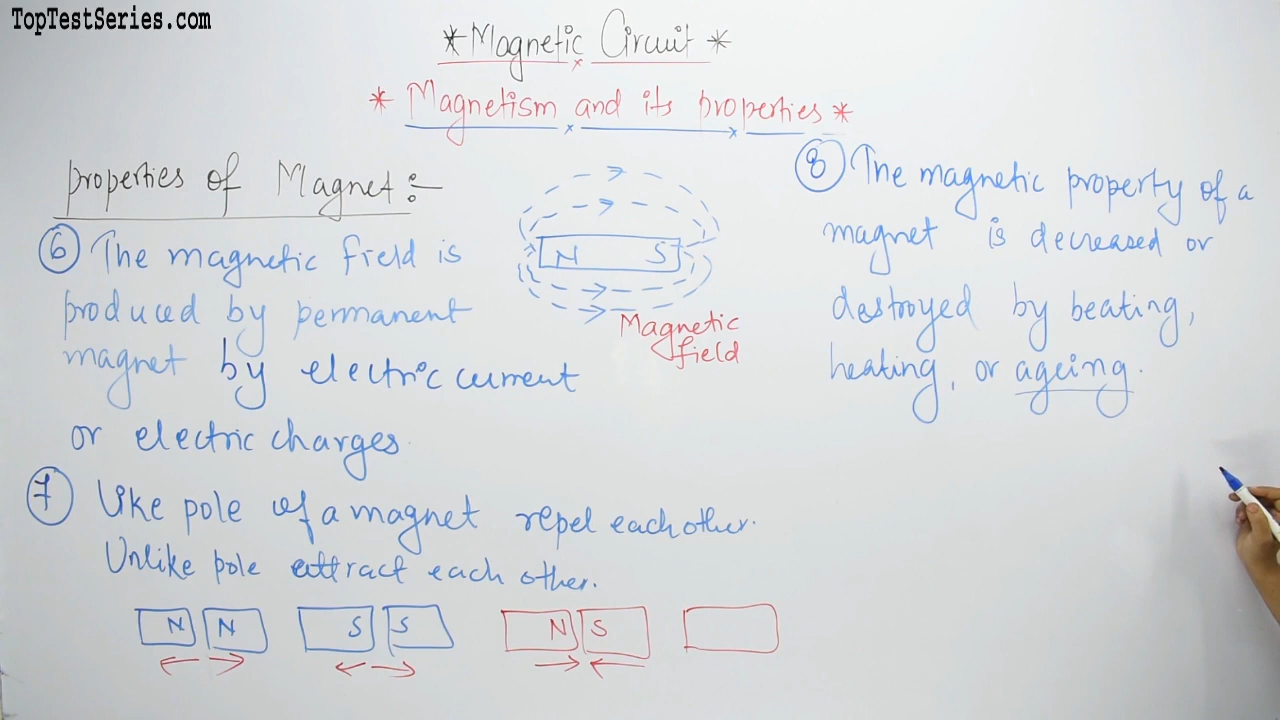 TopTestSeries.com
*Magnetic Circuit*
* Magnetism and its properties *
Properties of Magnet:-
6 The magnetic field is
produced by permanent
magnet by electric current
or electric charges.
N S
Magnetic
field
7 Like pole of a magnet repel each other.
Unlike pole attract each other.
N N S S N S
8 The magnetic property of a
magnet is decreased or
destroyed by beating,
heating, or ageing.